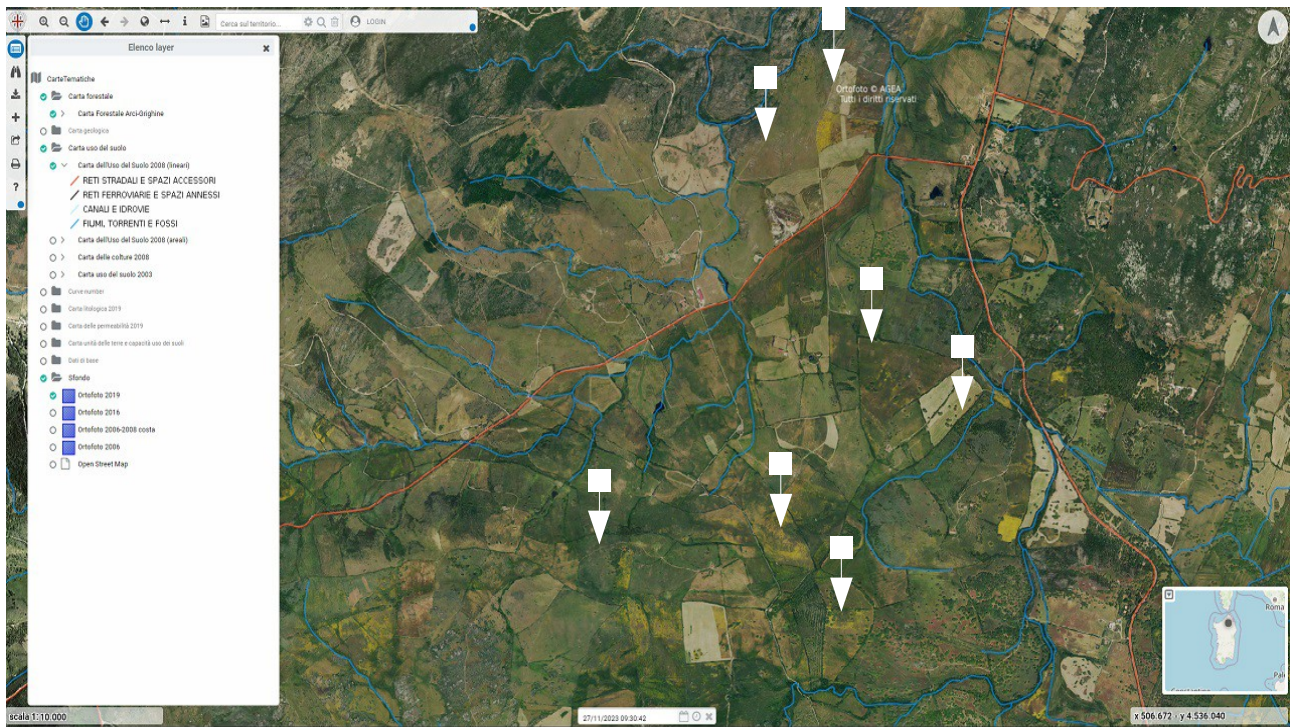 Cerca sul territorio...
LOGIN
Elenco layer
CarteTematiche
Carta forestale
Carta Forestale Arci-Grighine
Carta geologica
Carta uso del suolo
Carta dell'Uso del Suolo 2008 (lineari)
RETI STRADALI E SPAZI ACCESSORI
RETI FERROVIARIE E SPAZI ANNESSI
CANALI E IDROVIE
FIUMI, TORRENTI E FOSSI
Carta dell'Uso del Suolo 2008 (areali)
Carta delle colture 2008
Carta uso del suolo 2003
Curve number
Carta litologica 2019
Carta delle permeabilità 2019
Carta unità delle terre e capacità uso dei suoli
Dati di base
Sfondo
Ortofoto 2019
Ortofoto 2016
Ortofoto 2006-2008 costa
Ortofoto 2006
Open Street Map
Ortofoto © AGEA
Tutti i diritti riservati
Roma
Pal
scala 1:10.000
27/11/2023 09:30:42
x 506.672 - y 4.536.040